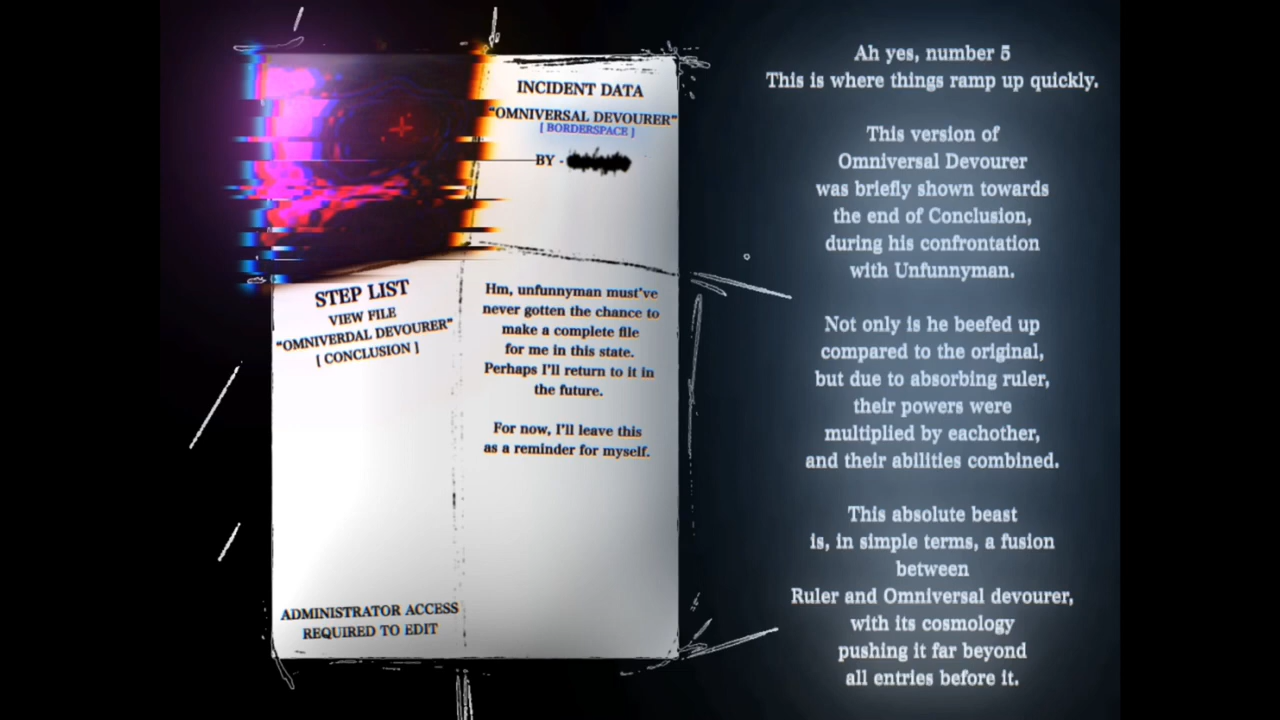 INCIDENT DATA
"OMNIVERSAL DEVOURER"
[ BORDERSPACE ]
BY -
STEP LIST
VIEW FILE
"OMNIVERDAL DEVOURER"
[ CONCLUSION ]
Hm, unfunnyman must've
never gotten the chance to
make a complete file
for me in this state.
Perhaps I'll return to it in
the future.
For now, I'll leave this
as a reminder for myself.
ADMINISTRATOR ACCESS
REQUIRED TO EDIT
Ah yes, number 5
This is where things ramp up quickly.
This version of
Omniversal Devourer
was briefly shown towards
the end of Conclusion,
during his confrontation
with Unfunnyman.
Not only is he beefed up
compared to the original,
but due to absorbing ruler,
their powers were
multiplied by eachother,
and their abilities combined.
This absolute beast
is, in simple terms, a fusion
between
Ruler and Omniversal devourer,
with its cosmology
pushing it far beyond
all entries before it.